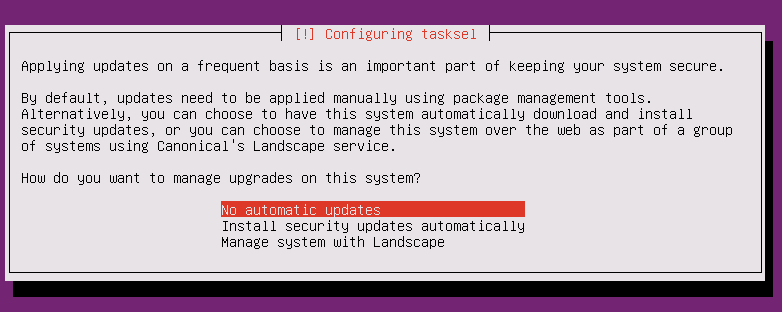 [!] Configuring tasksel
Applying updates on a frequent basis is an important part of keeping your system secure.
By default, updates need to be applied manually using package management tools.
Alternatively, you can choose to have this system automatically download and install
security updates, or you can choose to manage this system over the web as part of a group
of systems using Canonical's Landscape service.
How do you want to manage upgrades on this system?
No automatic updates
Install security updates automatically
Manage system with Landscape